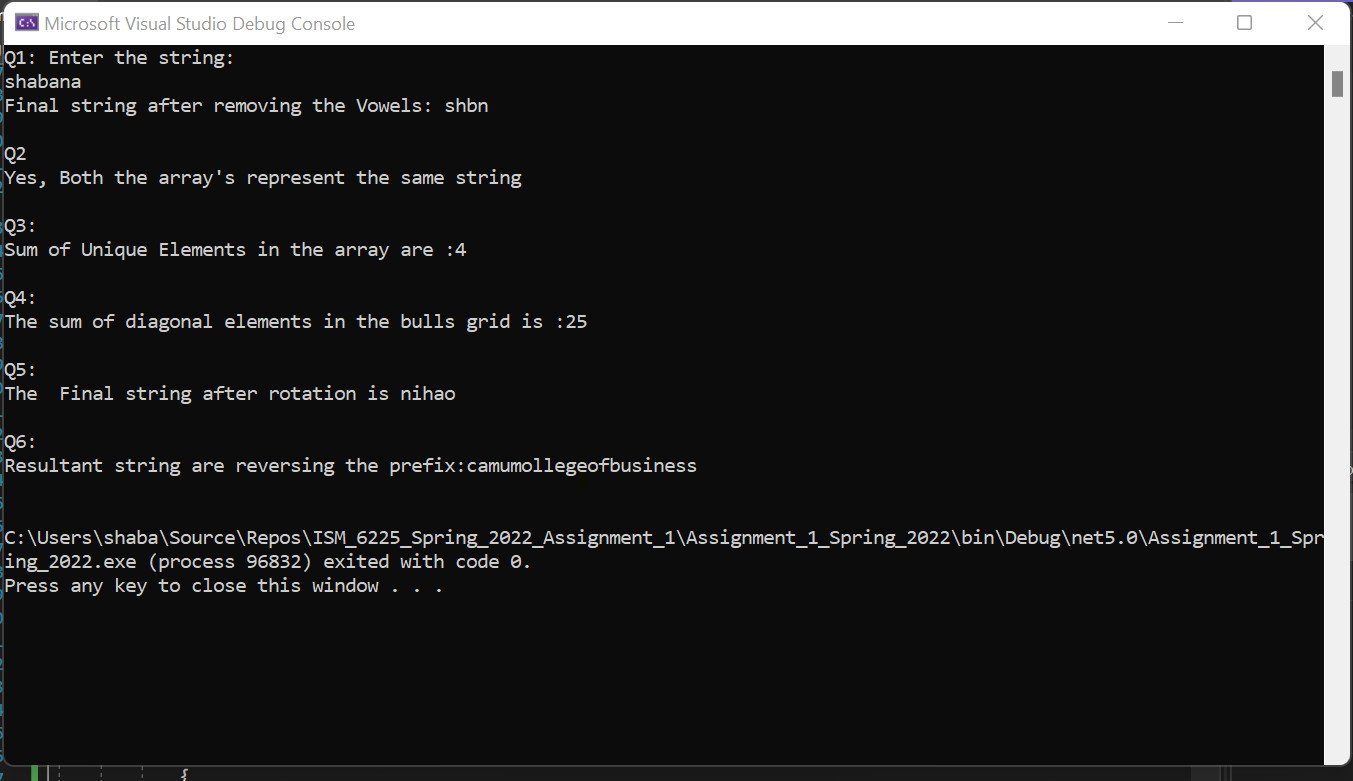 Microsoft Visual Studio Debug Console
Q1: Enter the string:
shabana
Final string after removing the Vowels: shbn
Q2
Yes, Both the array's represent the same string
Q3:
Sum of Unique Elements in the array are :4
Q4:
The sum of diagonal elements in the bulls grid is :25
Q5:
The  Final string after rotation is nihao
Q6:
Resultant string are reversing the prefix:camumollegeofbusiness
C:\Users\shaba\Source\Repos\ISM_6225_Spring_2022_Assignment_1\Assignment_1_Spring_2022\bin\Debug\net5.0\Assignment_1_Spr
ing_2022.exe (process 96832) exited with code 0.
Press any key to close this window . . .
{